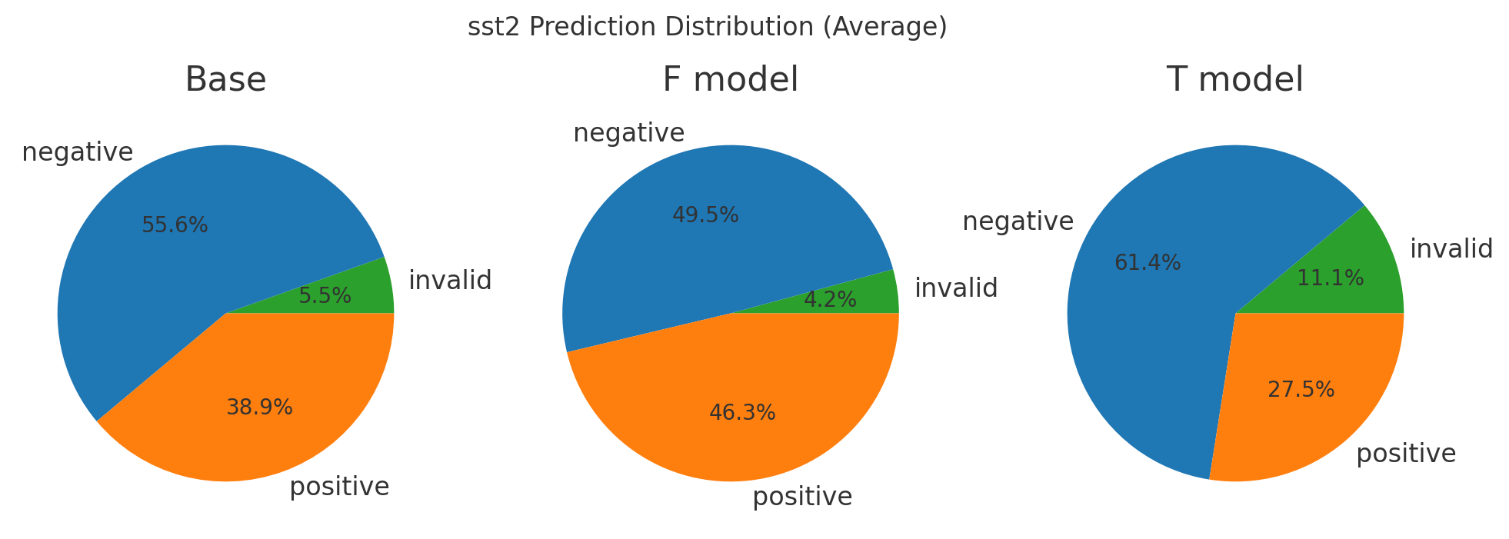 sst2 Prediction Distribution (Average)
Base
negative
55.6%
5.5%
invalid
38.9%
positive
F model
negative
49.5%
4.2%
invalid
46.3%
positive
T model
negative
61.4%
11.1%
invalid
27.5%
positive